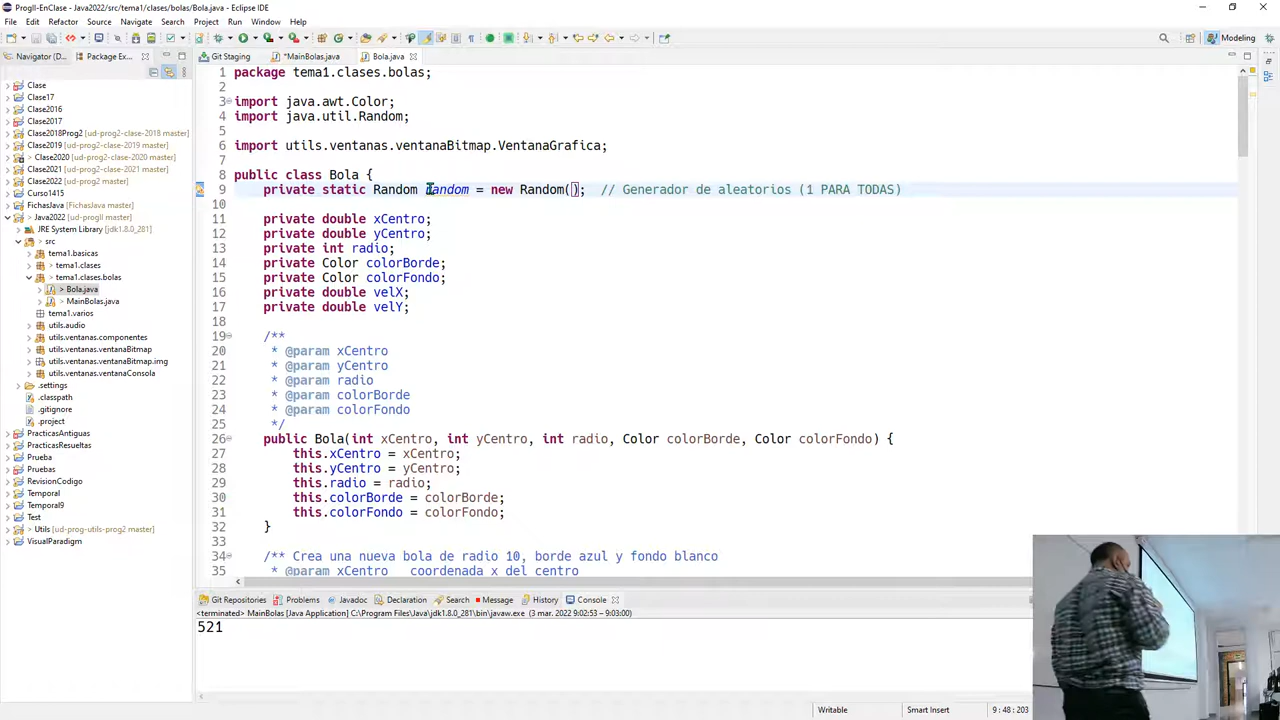 ProgII-EnClase - Java2022/src/tema1/clases/bolas/Bola.java - Eclipse IDE
File Edit Refactor Source Navigate Search Project Run Window Help
Modeling
Navigator (D...
Package Ex...
Git Staging
*MainBolas.java
Bola.java
Clase
Clase17
Clase2016
Clase2017
Clase2018Prog2 [ud-prog2-clase-2018 master]
Clase2019 [ud-prog2-clase-2019 master]
> Clase2020 [ud-prog2-clase-2020 master]
Clase2021 [ud-prog2-clase-2021 master]
Clase2022 [ud-prog2 master]
Curso1415
FichasJava [FichasJava master]
> Java2022 [ud-progII master]
JRE System Library [jdk1.8.0_281]
> src
tema1.basicas
> tema1.clases
> tema1.clases.bolas
> Bola.java
> MainBolas.java
tema1.varios
utils.audio
utils.ventanas.componentes
utils.ventanas.ventanaBitmap
utils.ventanas.ventanaBitmap.img
utils.ventanas.ventanaConsola
.settings
.classpath
.gitignore
.project
PracticasAntiguas
PracticasResueltas
Prueba
Pruebas
RevisionCodigo
Temporal
Temporal9
Test
> Utils [ud-prog-utils-prog2 master]
VisualParadigm
1 package tema1.clases.bolas;
2
3 import java.awt.Color;
4 import java.util.Random;
5
6 import utils.ventanas.ventanaBitmap.VentanaGrafica;
7
8 public class Bola {
9 private static Random random = new Random(); // Generador de aleatorios (1 PARA TODAS)
10
11 private double xCentro;
12 private double yCentro;
13 private int radio;
14 private Color colorBorde;
15 private Color colorFondo;
16 private double velX;
17 private double velY;
18
19 /**
20 * @param xCentro
21 * @param yCentro
22 * @param radio
23 * @param colorBorde
24 * @param colorFondo
25 */
26 public Bola(int xCentro, int yCentro, int radio, Color colorBorde, Color colorFondo) {
27 this.xCentro = xCentro;
28 this.yCentro = yCentro;
29 this.radio = radio;
30 this.colorBorde = colorBorde;
31 this.colorFondo = colorFondo;
32 }
33
34 /** Crea una nueva bola de radio 10, borde azul y fondo blanco
35 * @param xCentro coordenada x del centro
Git Repositories Problems Javadoc Declaration Search Message History Console
<terminated> MainBolas [Java Application] C:\Program Files\Java\jdk1.8.0_281\bin\javaw.exe (3 mar. 2022 9:02:53 – 9:03:00)
521
Writable
Smart Insert
9 : 48 : 203